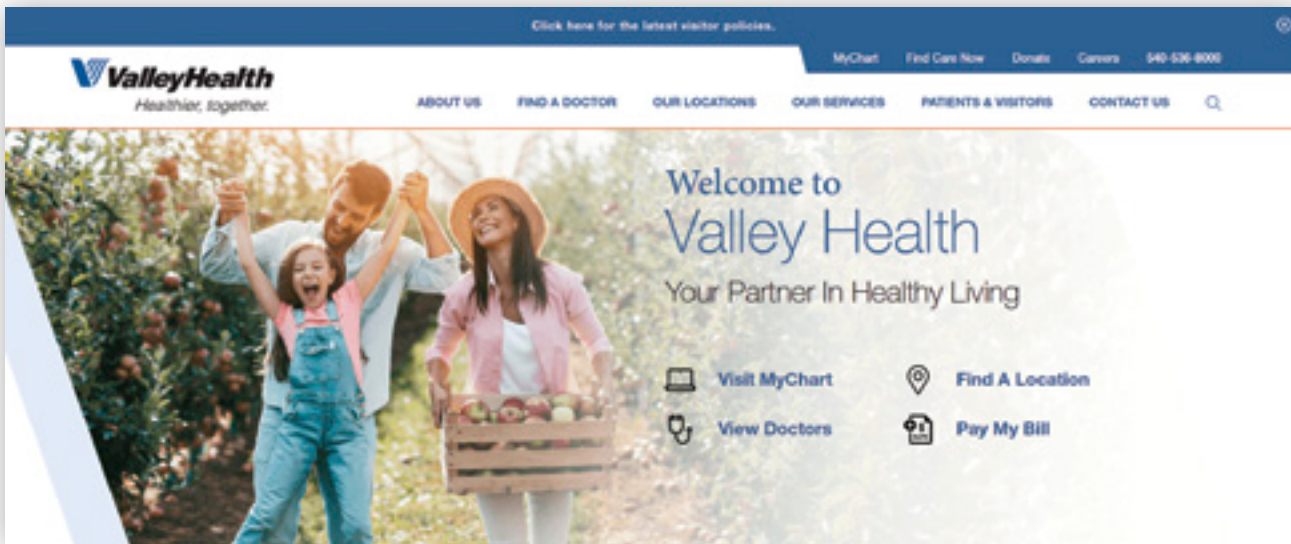 Click here for the latest visitor policies.
MyChart Find Care Now Donate Careers 540-536-8000
ValleyHealth
Healthier, together.
ABOUT US FIND A DOCTOR OUR LOCATIONS OUR SERVICES PATIENTS & VISITORS CONTACT US
Welcome to
Valley Health
Your Partner In Healthy Living
Visit MyChart Find A Location
View Doctors Pay My Bill